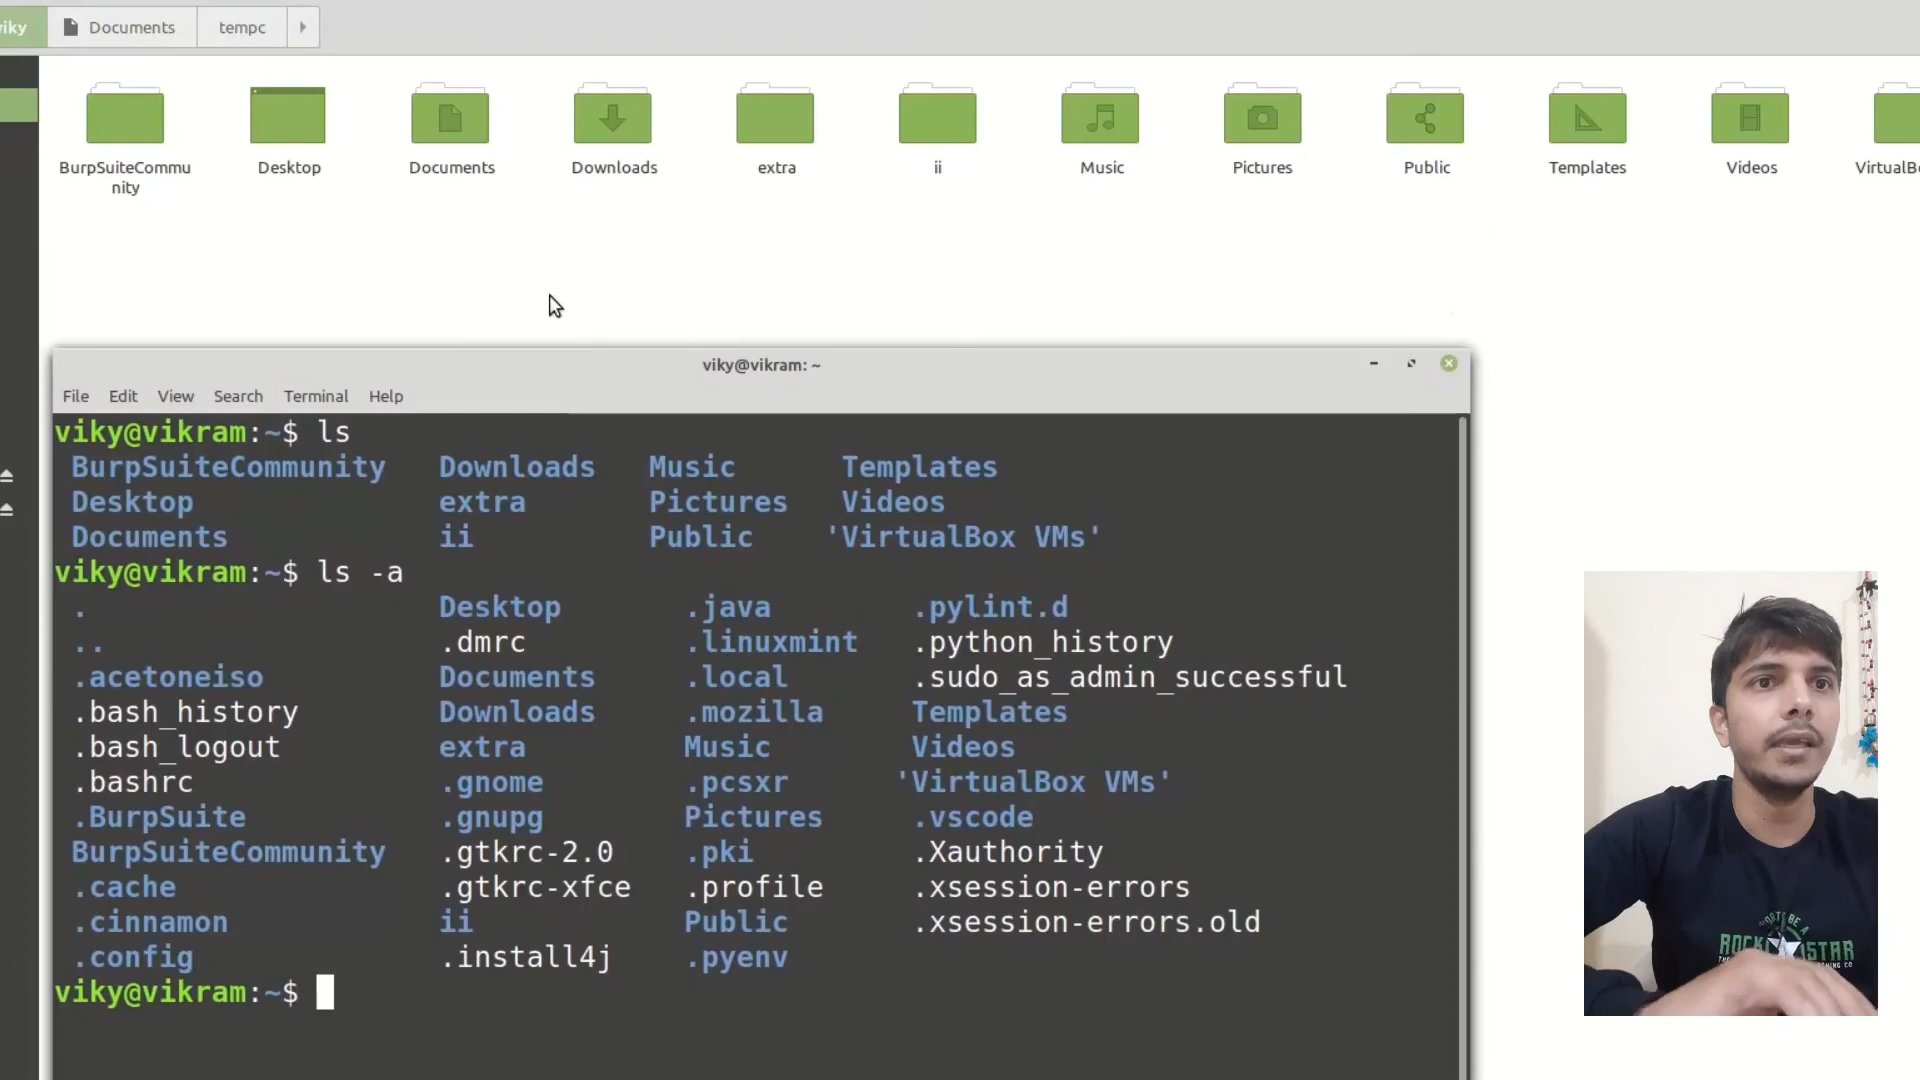 viky Documents tempc
BurpSuiteCommu
nity
Desktop
Documents
Downloads
extra
ii
Music
Pictures
Public
Templates
Videos
viky@vikram: ~
File Edit View Search Terminal Help
viky@vikram:~$ ls
BurpSuiteCommunity Downloads Music Templates
Desktop extra Pictures Videos
Documents ii Public 'VirtualBox VMs'
viky@vikram:~$ ls -a
. Desktop .java .pylint.d
.. .dmrc .linuxmint .python_history
.acetoneiso Documents .local .sudo_as_admin_successful
.bash_history Downloads .mozilla Templates
.bash_logout extra Music Videos
.bashrc .gnome .pcsxr 'VirtualBox VMs'
.BurpSuite .gnupg Pictures .vscode
BurpSuiteCommunity .gtkrc-2.0 .pki .Xauthority
.cache .gtkrc-xfce .profile .xsession-errors
.cinnamon ii Public .xsession-errors.old
.config .install4j .pyenv
viky@vikram:~$
ROCK STAR